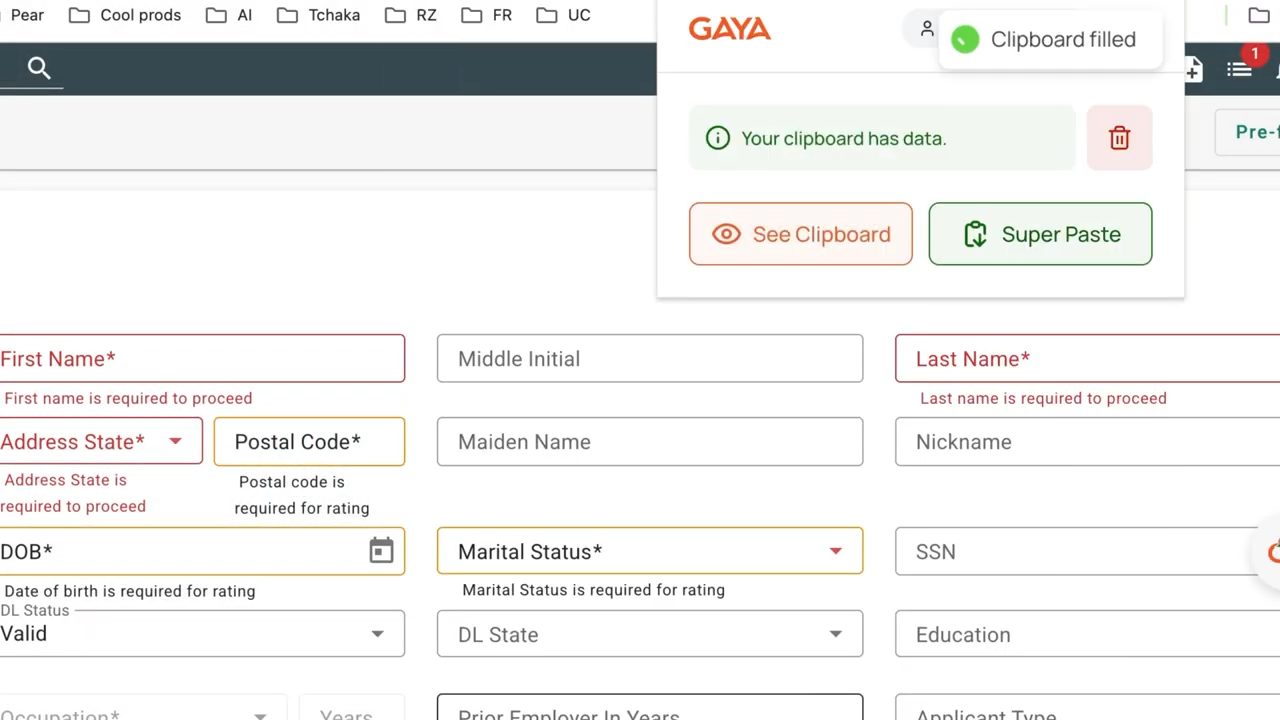 Pear Cool prods AI Tchaka RZ FR UC
GAYA
Clipboard filled
1
Your clipboard has data.
Pre-f
See Clipboard Super Paste
First Name* Middle Initial Last Name*
First name is required to proceed Last name is required to proceed
Address State* Postal Code* Maiden Name Nickname
Address State is Postal code is
required to proceed required for rating
DOB* Marital Status* SSN
Date of birth is required for rating Marital Status is required for rating
DL Status
Valid DL State Education
Occupation* Years Prior Employer In Years Applicant Type